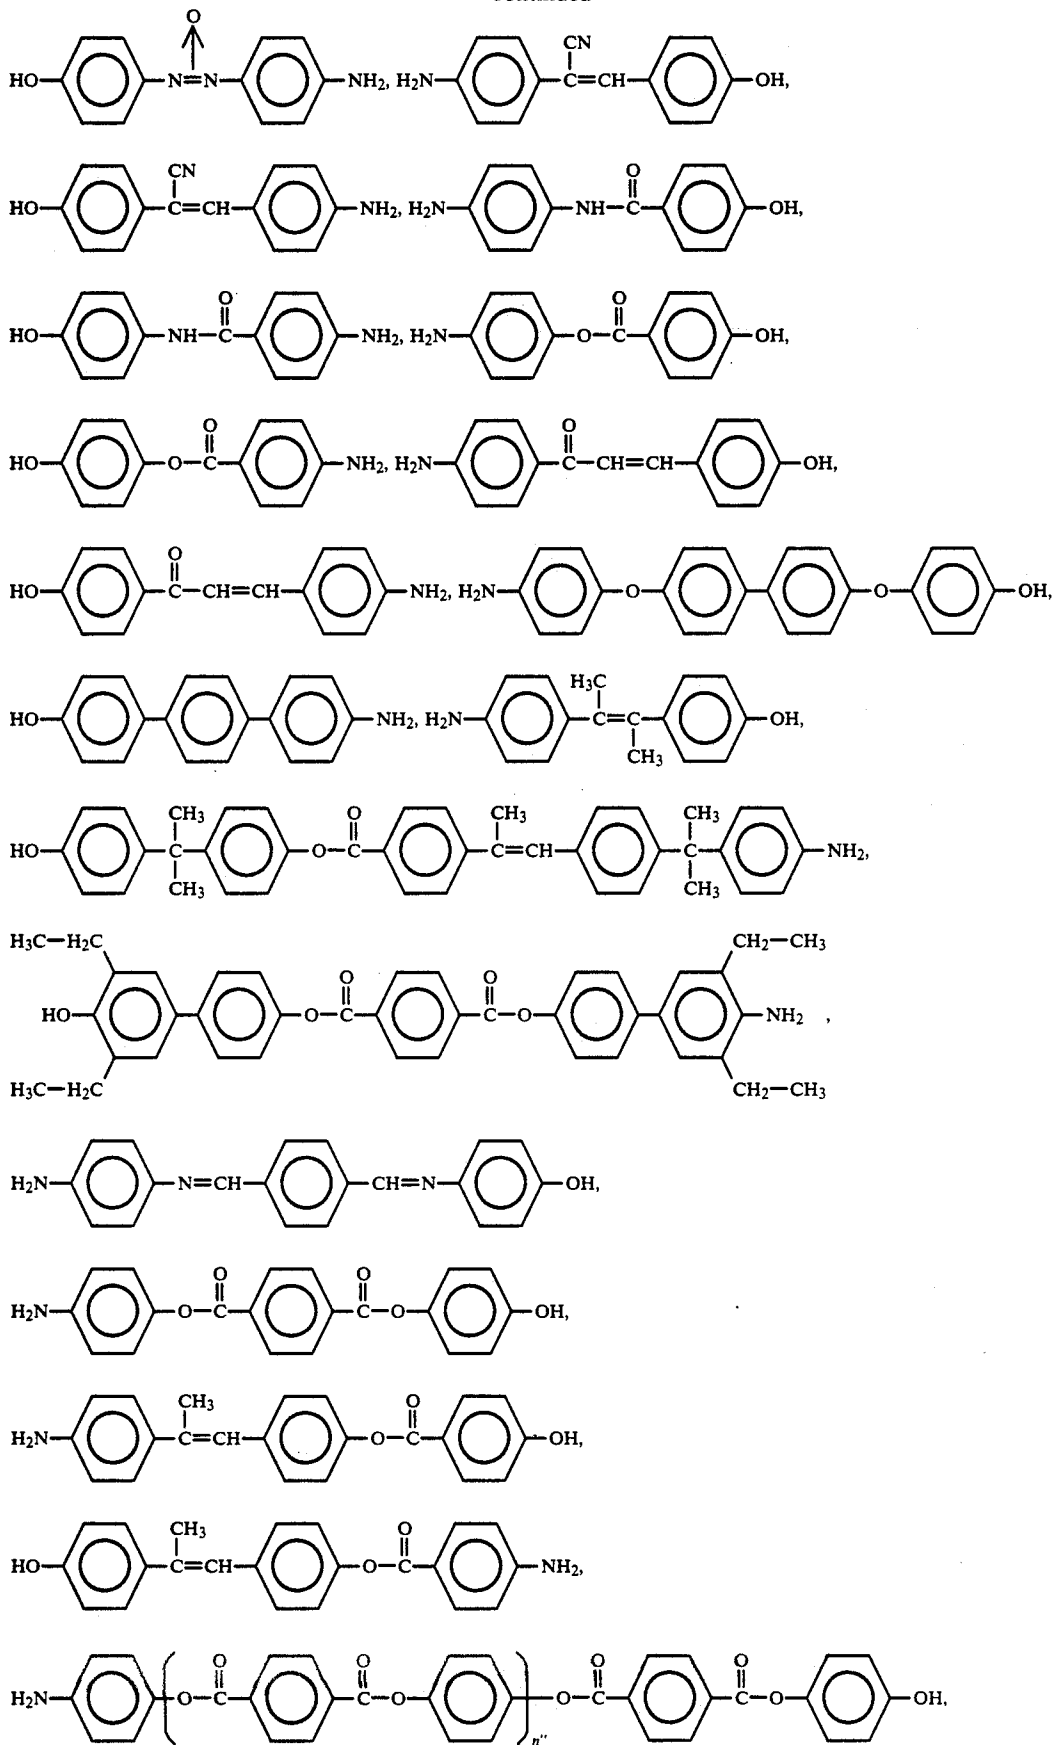 O
HO N=N NH2, H2N CN C=CH OH,
HO CN C=CH NH2, H2N NH-C O OH,
HO NH-C O NH2, H2N O-C O OH,
HO O-C O NH2, H2N O C-CH=CH OH,
HO O C-CH=CH NH2, H2N O O OH,
HO NH2, H2N H3C C=C CH3 OH,
HO CH3 C CH3 O-C O CH3 C=CH CH3 C CH3 NH2,
H3C-H2C CH2-CH3
HO O-C O O C-O NH2 ,
H3C-H2C CH2-CH3
H2N N=CH CH=N OH,
H2N O-C O O C-O OH,
H2N CH3 C=CH O-C O OH,
HO CH3 C=CH O-C O NH2,
H2N O-C O O C-O n'' O-C O O C-O OH,